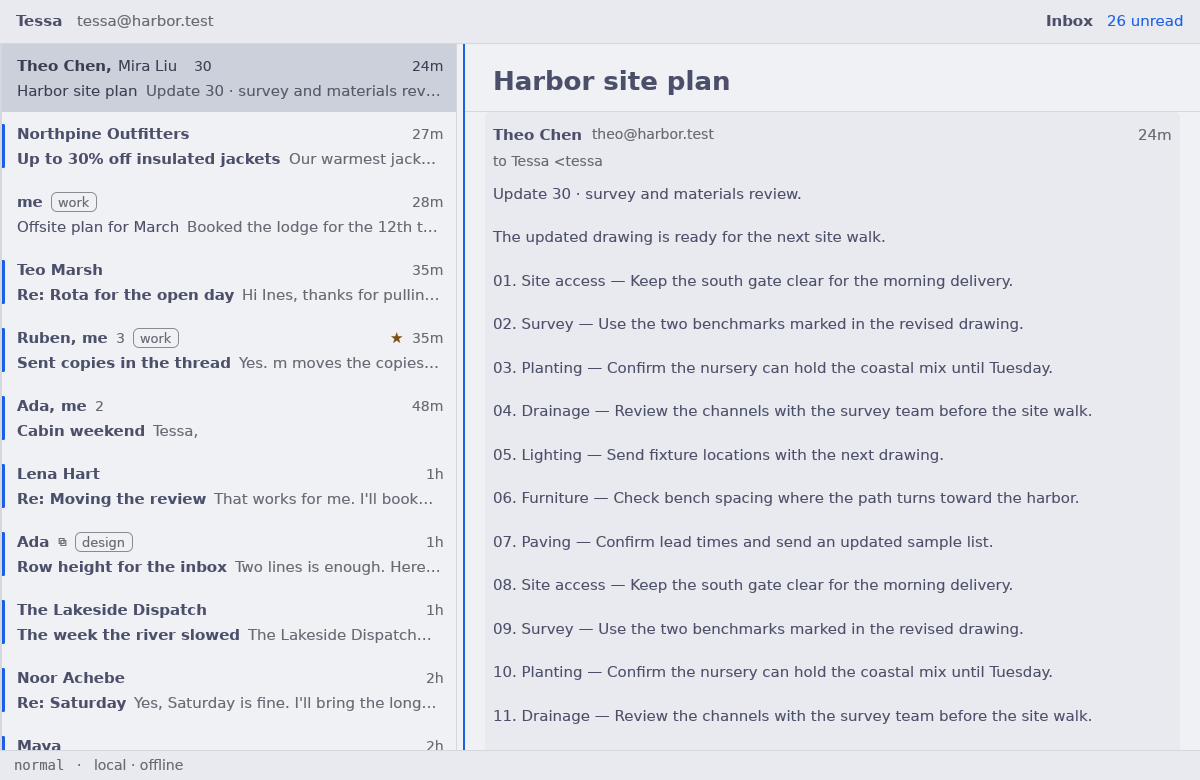 Tessa tessa@harbor.test Inbox 26 unread
Theo Chen, Mira Liu 30 24m
Harbor site plan Update 30 · survey and materials rev…
Northpine Outfitters 27m
Up to 30% off insulated jackets Our warmest jack…
me work 28m
Offsite plan for March Booked the lodge for the 12th t…
Teo Marsh 35m
Re: Rota for the open day Hi Ines, thanks for pullin…
Ruben, me 3 work ★ 35m
Sent copies in the thread Yes. m moves the copies…
Ada, me 2 48m
Cabin weekend Tessa,
Lena Hart 1h
Re: Moving the review That works for me. I'll book…
Ada design 1h
Row height for the inbox Two lines is enough. Here…
The Lakeside Dispatch 1h
The week the river slowed The Lakeside Dispatch…
Noor Achebe 2h
Re: Saturday Yes, Saturday is fine. I'll bring the long…
Maya 2h
Harbor site plan
Theo Chen theo@harbor.test 24m
to Tessa <tessa
Update 30 · survey and materials review.
The updated drawing is ready for the next site walk.
01. Site access — Keep the south gate clear for the morning delivery.
02. Survey — Use the two benchmarks marked in the revised drawing.
03. Planting — Confirm the nursery can hold the coastal mix until Tuesday.
04. Drainage — Review the channels with the survey team before the site walk.
05. Lighting — Send fixture locations with the next drawing.
06. Furniture — Check bench spacing where the path turns toward the harbor.
07. Paving — Confirm lead times and send an updated sample list.
08. Site access — Keep the south gate clear for the morning delivery.
09. Survey — Use the two benchmarks marked in the revised drawing.
10. Planting — Confirm the nursery can hold the coastal mix until Tuesday.
11. Drainage — Review the channels with the survey team before the site walk.
normal · local · offline